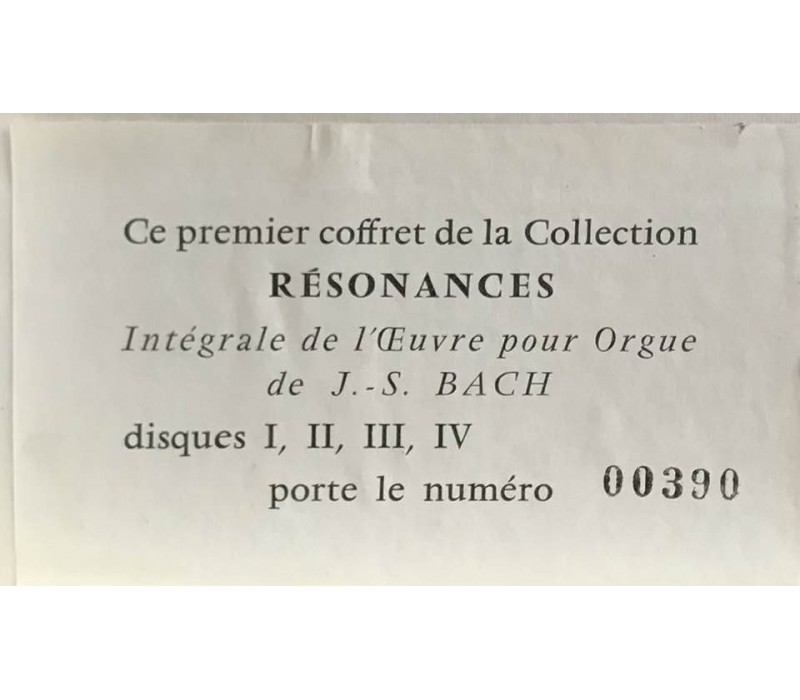 Ce premier coffret de la Collection
RÉSONANCES
Intégrale de l'Œuvre pour Orgue
de J.-S. BACH
disques I, II, III, IV
porte le numéro 00390